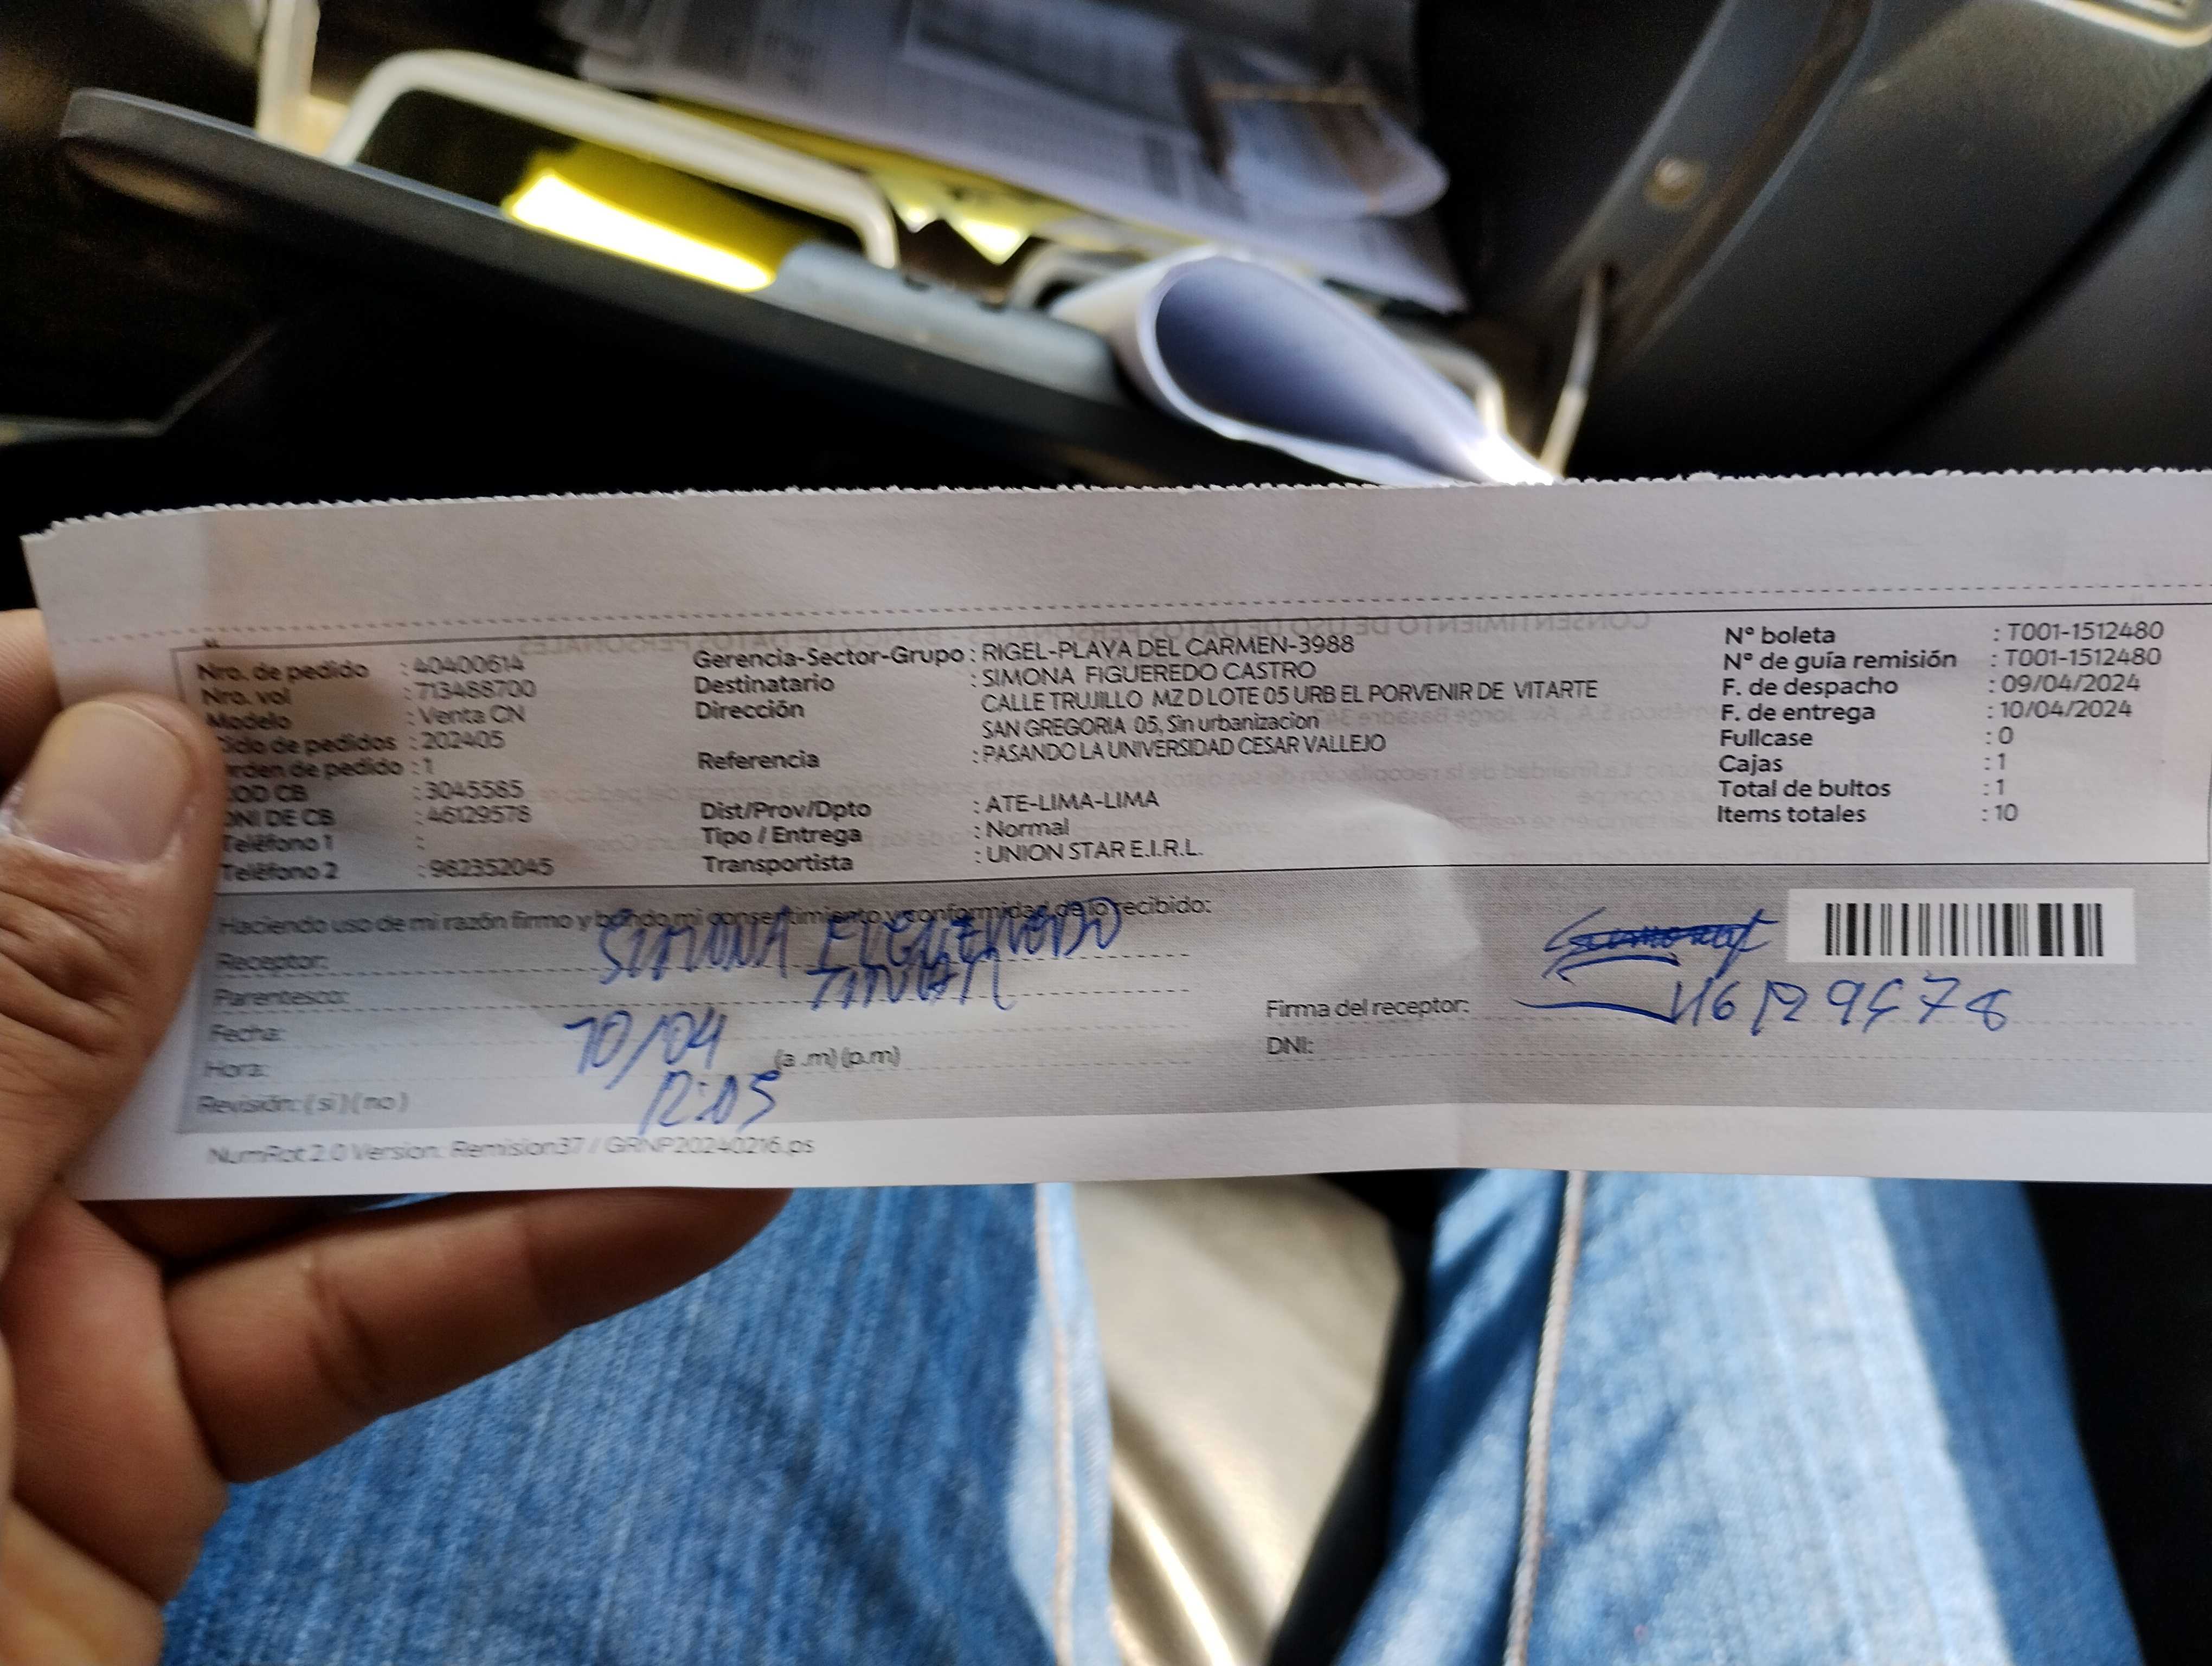 Nro. de pedido : 40400614
Nro. vol : 713488700
Modelo : Venta CN
Ciclo de pedidos : 202405
Orden de pedido : 1
COD CB : 3045585
DNI DE CB : 46129578
Teléfono 1 :
Teléfono 2 : 982352045
Gerencia-Sector-Grupo : RIGEL-PLAYA DEL CARMEN-3988
Destinatario : SIMONA FIGUEREDO CASTRO
Dirección CALLE TRUJILLO MZ D LOTE 05 URB EL PORVENIR DE VITARTE
SAN GREGORIA 05, Sin urbanizacion
Referencia : PASANDO LA UNIVERSIDAD CESAR VALLEJO
Dist/Prov/Dpto : ATE-LIMA-LIMA
Tipo / Entrega : Normal
Transportista : UNION STAR E.I.R.L.
N° boleta : T001-1512480
N° de guía remisión : T001-1512480
F. de despacho : 09/04/2024
F. de entrega : 10/04/2024
Fullcase : 0
Cajas : 1
Total de bultos : 1
Items totales : 10
Haciendo uso de mi razón firmo y brindo mi consentimiento y conformidad de lo recibido:
Receptor: SIMONA FIGUEREDO
Parentesco: TITULAR
Fecha: 10/04
Hora: 12:05 (a .m) (p.m)
Revisión: ( si ) ( no )
Firma del receptor:
DNI: 46129578
NumRot 2.0 Version: Remision37 / GRNP20240216.ps